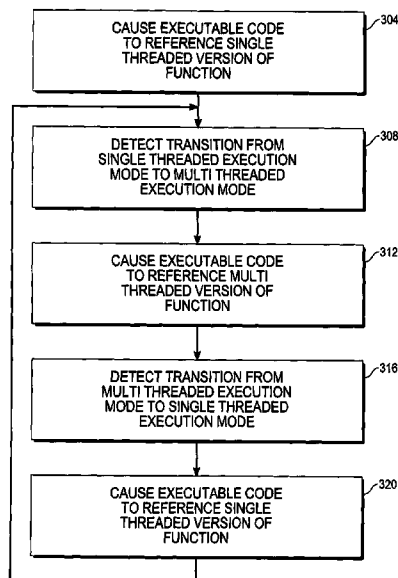 CAUSE EXECUTABLE CODE
TO REFERENCE SINGLE
THREADED VERSION OF
FUNCTION
304
DETECT TRANSITION FROM
SINGLE THREADED EXECUTION
MODE TO MULTI THREADED
EXECUTION MODE
308
CAUSE EXECUTABLE CODE
TO REFERENCE MULTI
THREADED VERSION OF
FUNCTION
312
DETECT TRANSITION FROM
MULTI THREADED EXECUTION
MODE TO SINGLE THREADED
EXECUTION MODE
316
CAUSE EXECUTABLE CODE
TO REFERENCE SINGLE
THREADED VERSION OF
FUNCTION
320